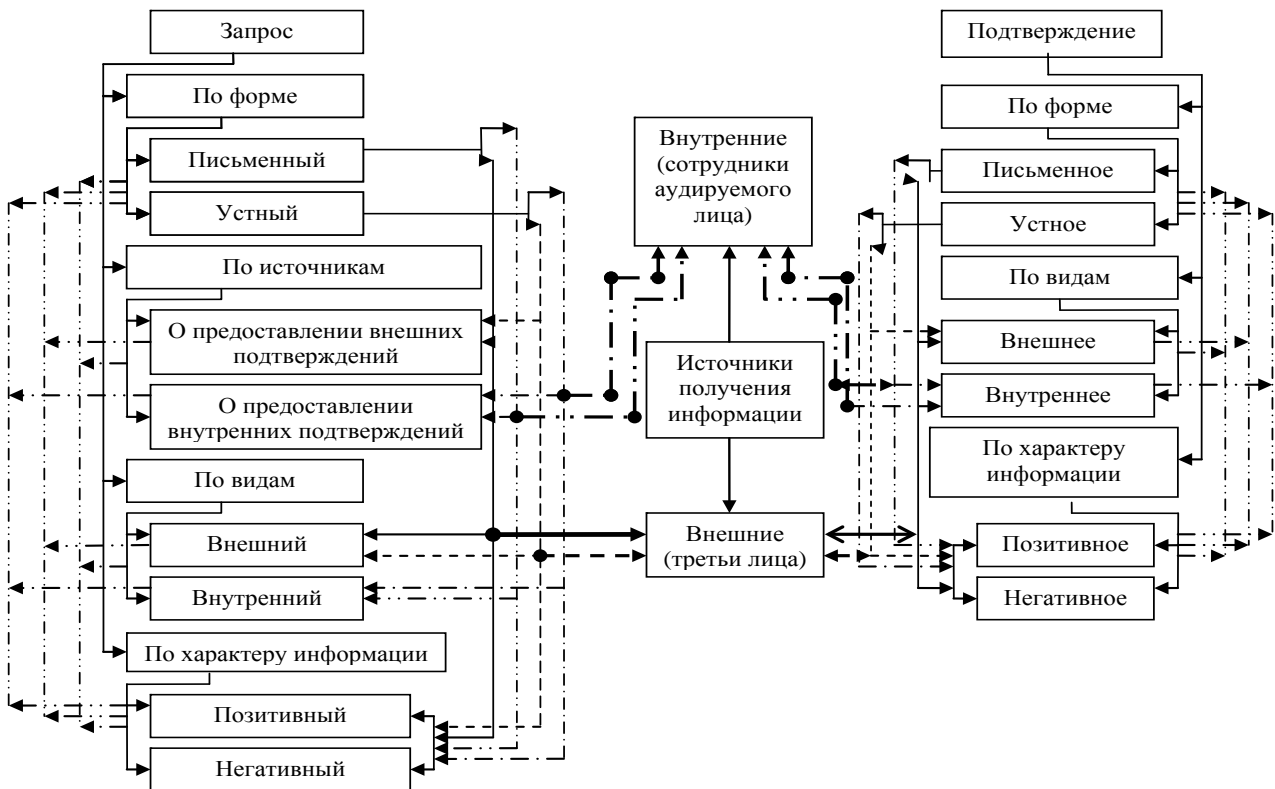 Запрос
По форме
Письменный
Устный
По источникам
О предоставлении внешних
подтверждений
О предоставлении
внутренних подтверждений
По видам
Внешний
Внутренний
По характеру информации
Позитивный
Негативный
Внутренние
(сотрудники
аудируемого
лица)
Источники
получения
информации
Внешние
(третьи лица)
Подтверждение
По форме
Письменное
Устное
По видам
Внешнее
Внутреннее
По характеру
информации
Позитивное
Негативное